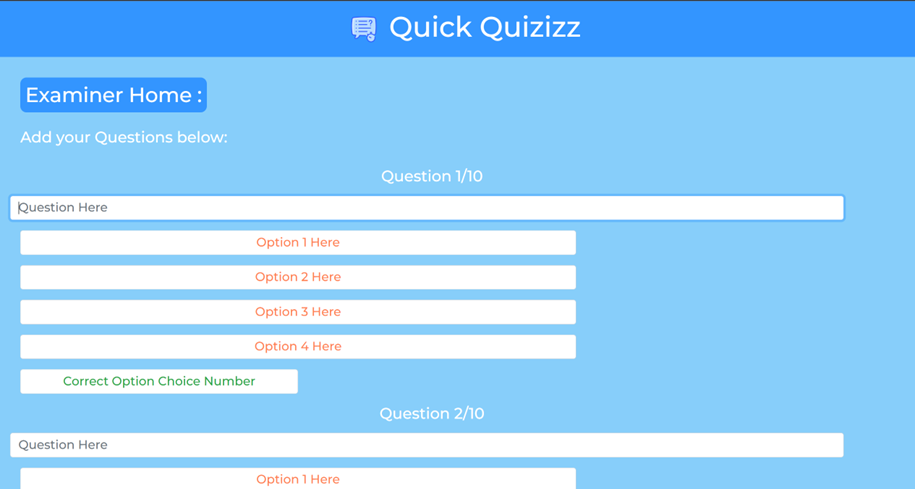 Quick Quizizz
Examiner Home :
Add your Questions below:
Question 1/10
Question Here
Option 1 Here
Option 2 Here
Option 3 Here
Option 4 Here
Correct Option Choice Number
Question 2/10
Question Here
Option 1 Here